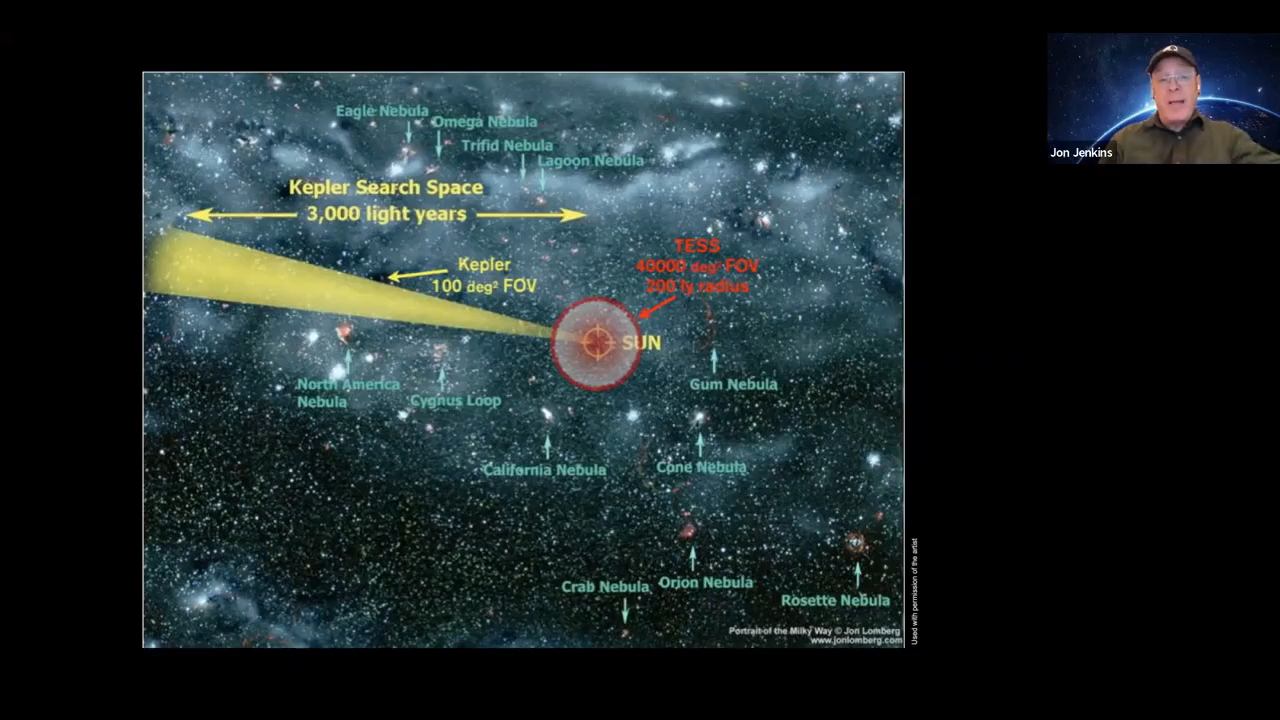 Eagle Nebula
Omega Nebula
Trifid Nebula
Lagoon Nebula
Kepler Search Space
3,000 light years
Kepler
100 deg² FOV
TESS
40000 deg² FOV
200 ly radius
SUN
North America
Nebula
Cygnus Loop
Gum Nebula
California Nebula
Cone Nebula
Crab Nebula
Orion Nebula
Rosette Nebula
Portrait of the Milky Way © Jon Lomberg
www.jonlomberg.com
Used with permission of the artist
Jon Jenkins